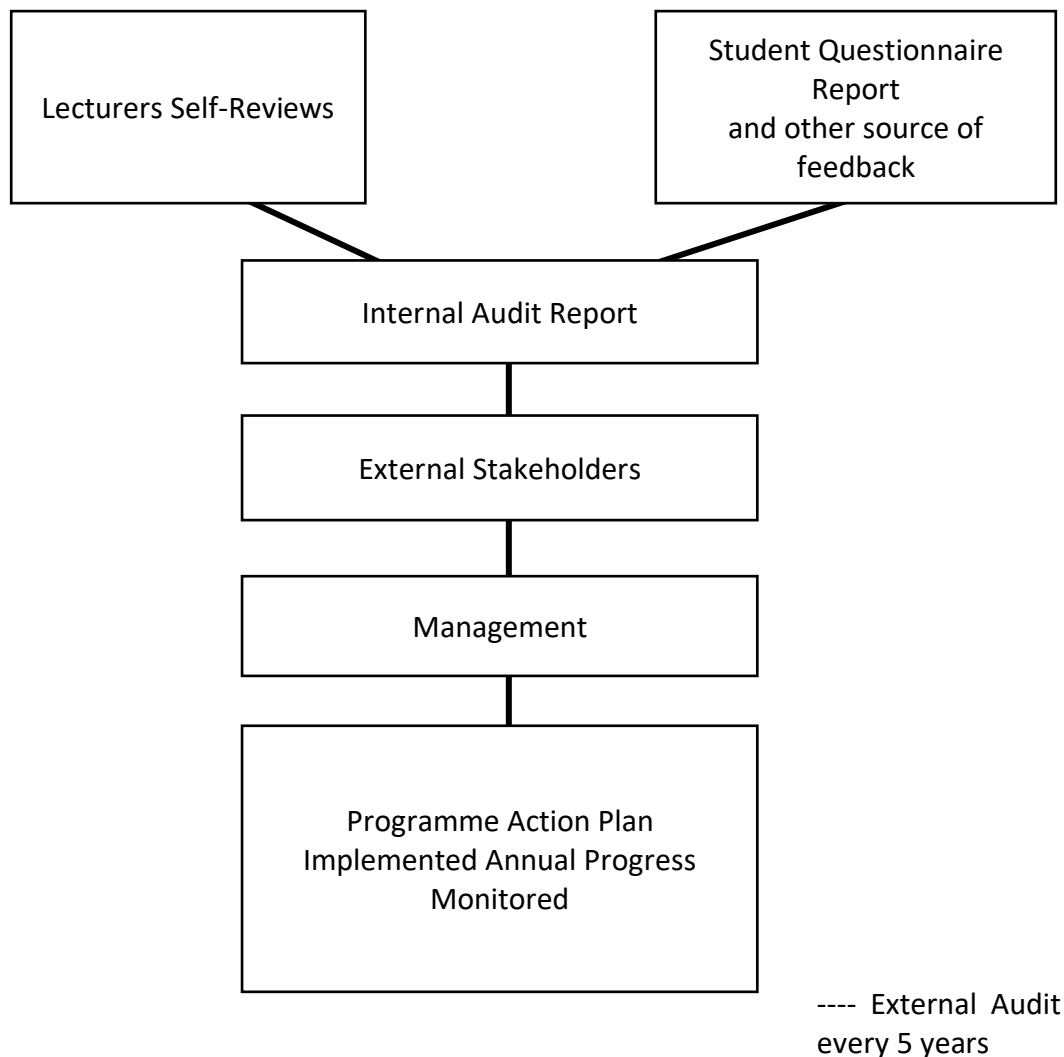 Lecturers Self-Reviews
Student Questionnaire
Report
and other source of
feedback
Internal Audit Report
External Stakeholders
Management
Programme Action Plan
Implemented Annual Progress
Monitored
---- External Audit
every 5 years